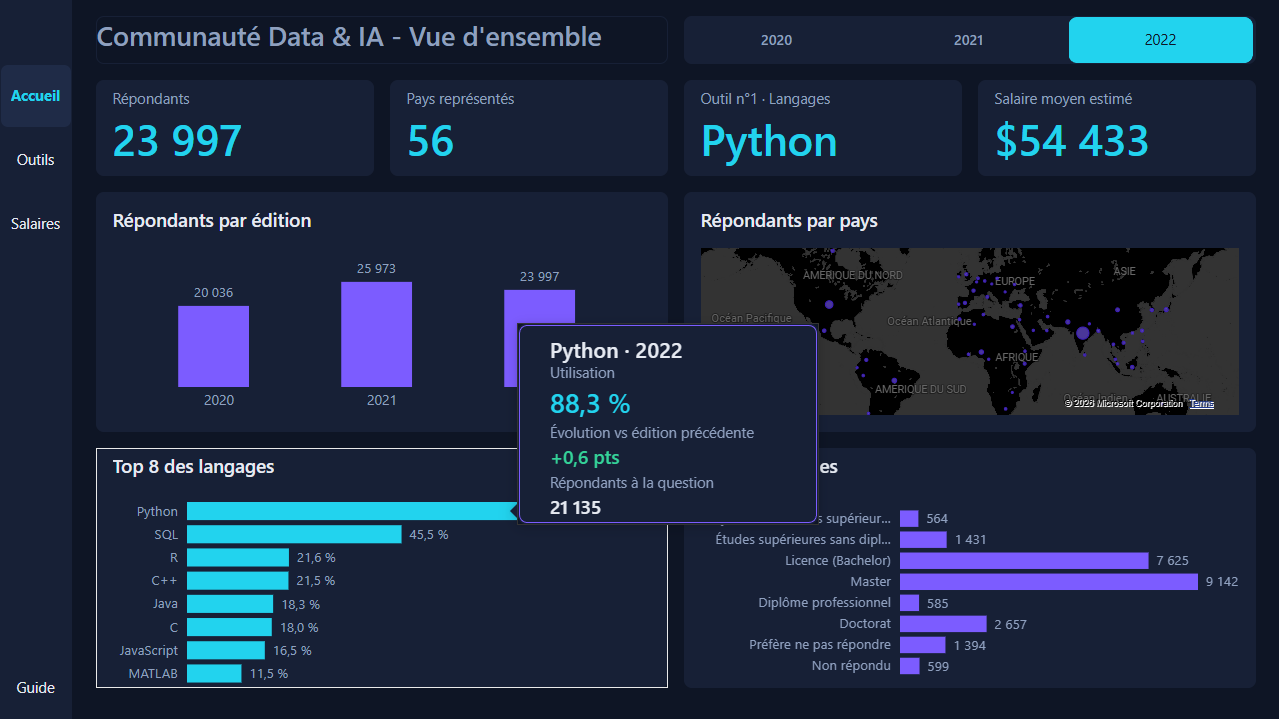 Communauté Data & IA - Vue d'ensemble
2020
2021
2022
Accueil
Outils
Salaires
Guide
Répondants
23 997
Pays représentés
56
Outil n°1 · Langages
Python
Salaire moyen estimé
$54 433
Répondants par édition
20 036
25 973
23 997
2020
2021
Répondants par pays
AMÉRIQUE DU NORD
EUROPE
ASIE
Océan Pacifique
Océan Atlantique
AFRIQUE
AMÉRIQUE DU SUD
Océan Indien
AUSTRALIE
© 2026 Microsoft Corporation
Terms
Python · 2022
Utilisation
88,3 %
Évolution vs édition précédente
+0,6 pts
Répondants à la question
21 135
Top 8 des langages
Python
SQL
45,5 %
R
21,6 %
C++
21,5 %
Java
18,3 %
C
18,0 %
JavaScript
16,5 %
MATLAB
11,5 %
es
s supérieur...
564
Études supérieures sans dipl...
1 431
Licence (Bachelor)
7 625
Master
9 142
Diplôme professionnel
585
Doctorat
2 657
Préfère ne pas répondre
1 394
Non répondu
599